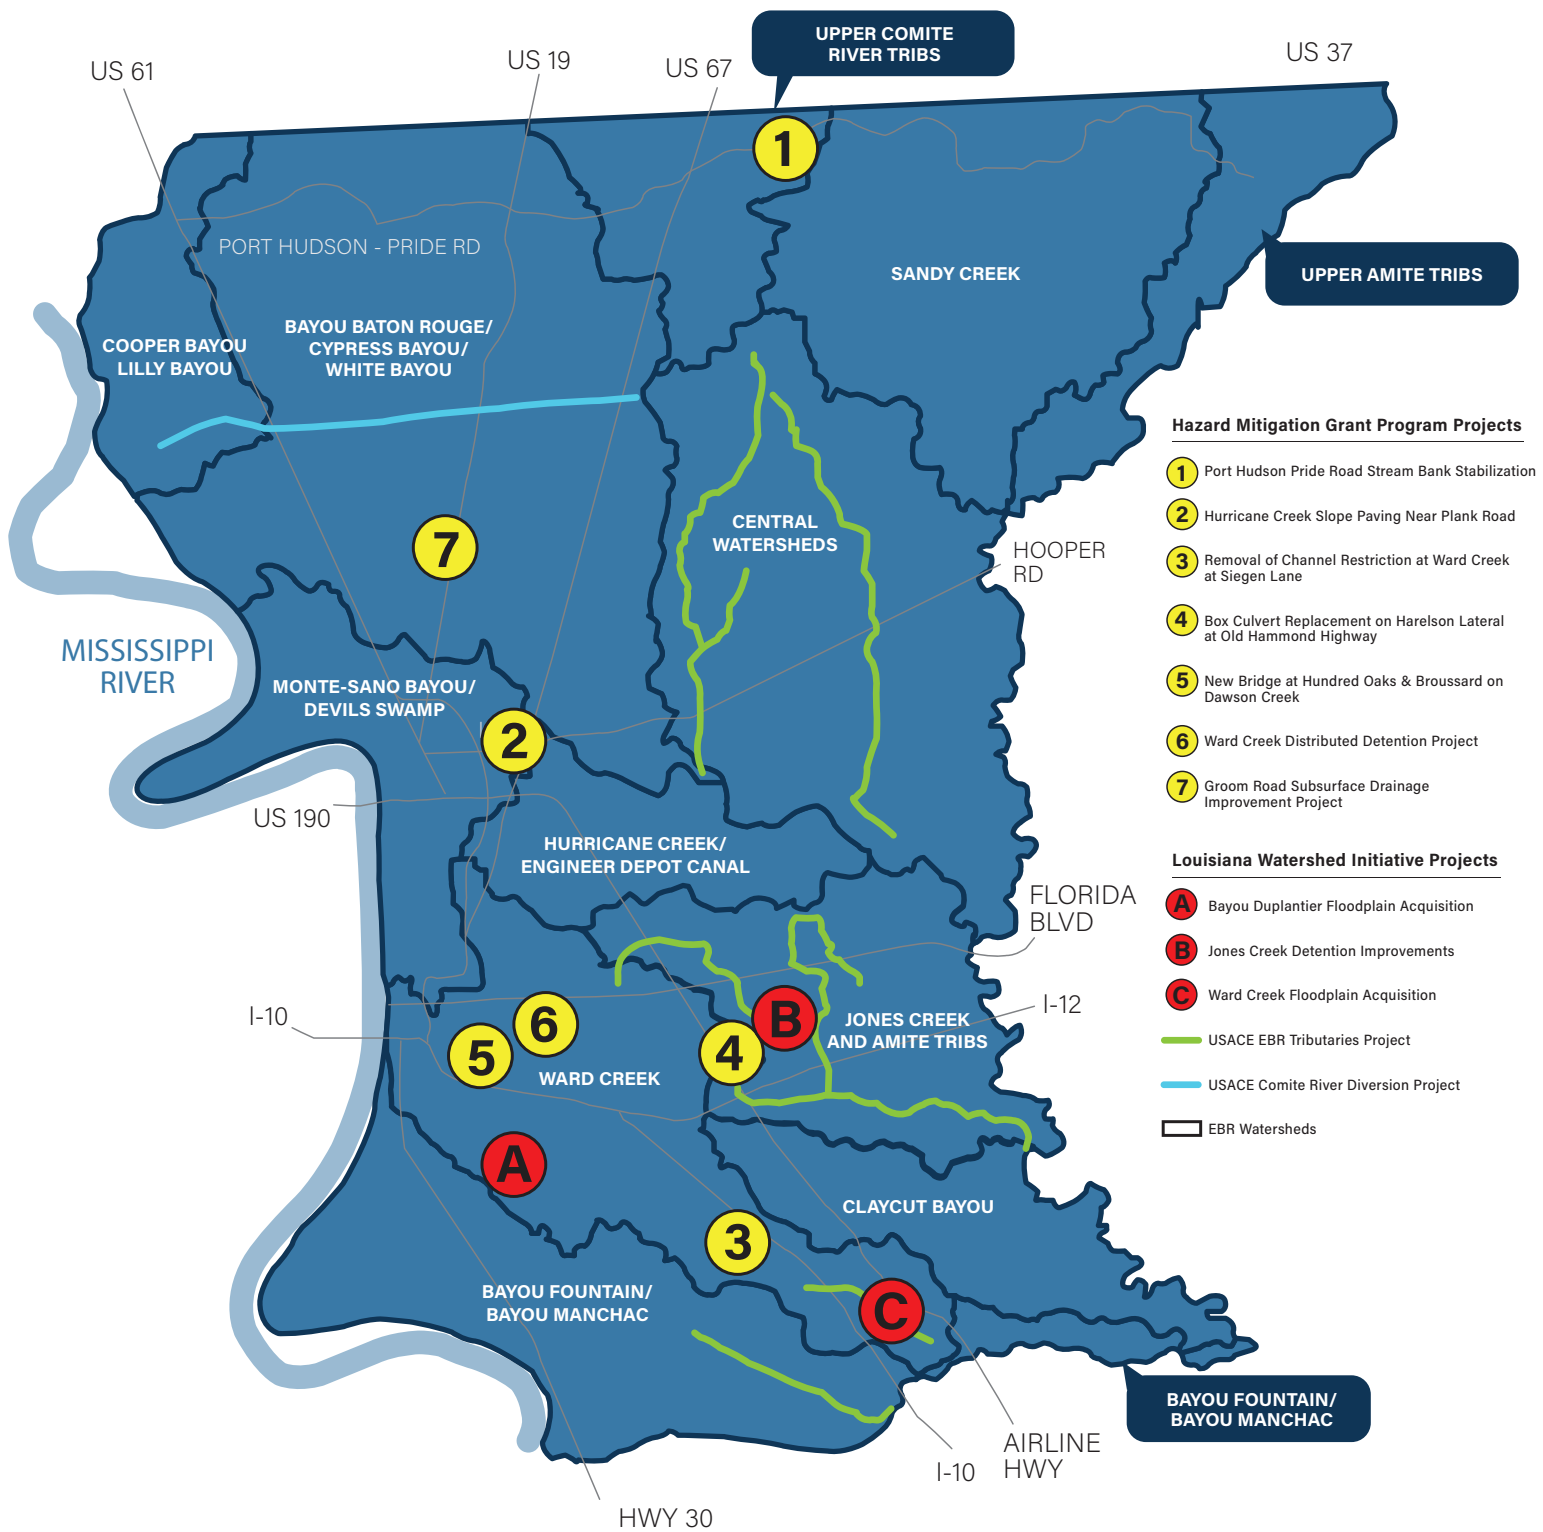 UPPER COMITE
RIVER TRIBS
US 37
US 61
US 19
US 67
PORT HUDSON - PRIDE RD
SANDY CREEK
UPPER AMITE TRIBS
COOPER BAYOU
LILLY BAYOU
BAYOU BATON ROUGE/
CYPRESS BAYOU/
WHITE BAYOU
CENTRAL
WATERSHEDS
HOOPER
RD
MISSISSIPPI
RIVER
MONTE-SANO BAYOU/
DEVILS SWAMP
US 190
HURRICANE CREEK/
ENGINEER DEPOT CANAL
FLORIDA
BLVD
I-10
I-12
JONES CREEK
AND AMITE TRIBS
WARD CREEK
CLAYCUT BAYOU
BAYOU FOUNTAIN/
BAYOU MANCHAC
BAYOU FOUNTAIN/
BAYOU MANCHAC
AIRLINE
HWY
I-10
HWY 30
1
7
2
6
5
4
B
A
3
C
Hazard Mitigation Grant Program Projects
1 Port Hudson Pride Road Stream Bank Stabilization
2 Hurricane Creek Slope Paving Near Plank Road
3 Removal of Channel Restriction at Ward Creek
at Siegen Lane
4 Box Culvert Replacement on Harelson Lateral
at Old Hammond Highway
5 New Bridge at Hundred Oaks & Broussard on
Dawson Creek
6 Ward Creek Distributed Detention Project
7 Groom Road Subsurface Drainage
Improvement Project
Louisiana Watershed Initiative Projects
A Bayou Duplantier Floodplain Acquisition
B Jones Creek Detention Improvements
C Ward Creek Floodplain Acquisition
USACE EBR Tributaries Project
USACE Comite River Diversion Project
EBR Watersheds